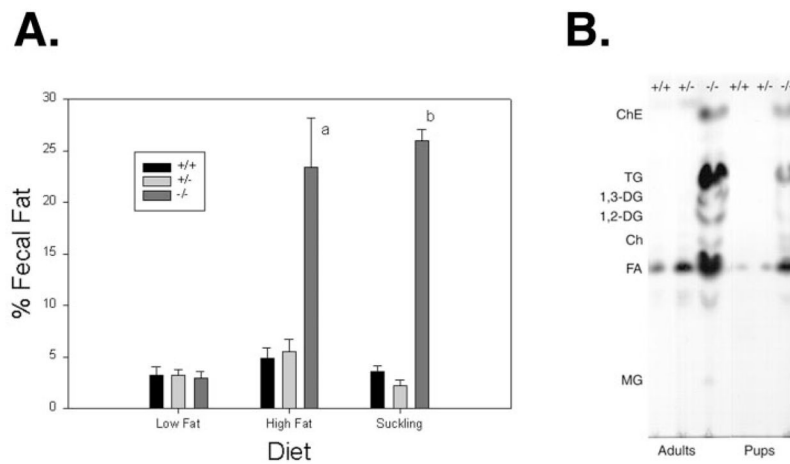 A.
B.
30
25
20
15
10
5
0
% Fecal Fat
+/+
+/-
-/-
a
b
Low Fat
High Fat
Suckling
Diet
+/+ +/- -/- +/+ +/- -/-
ChE
TG
1,3-DG
1,2-DG
Ch
FA
MG
Adults
Pups